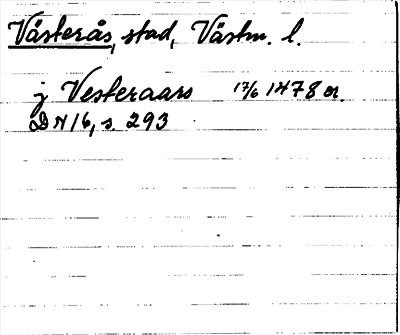 Västerås, stad, Västm. l.
j Vesteraars 17/6 1478 or.
DN 16, s. 293